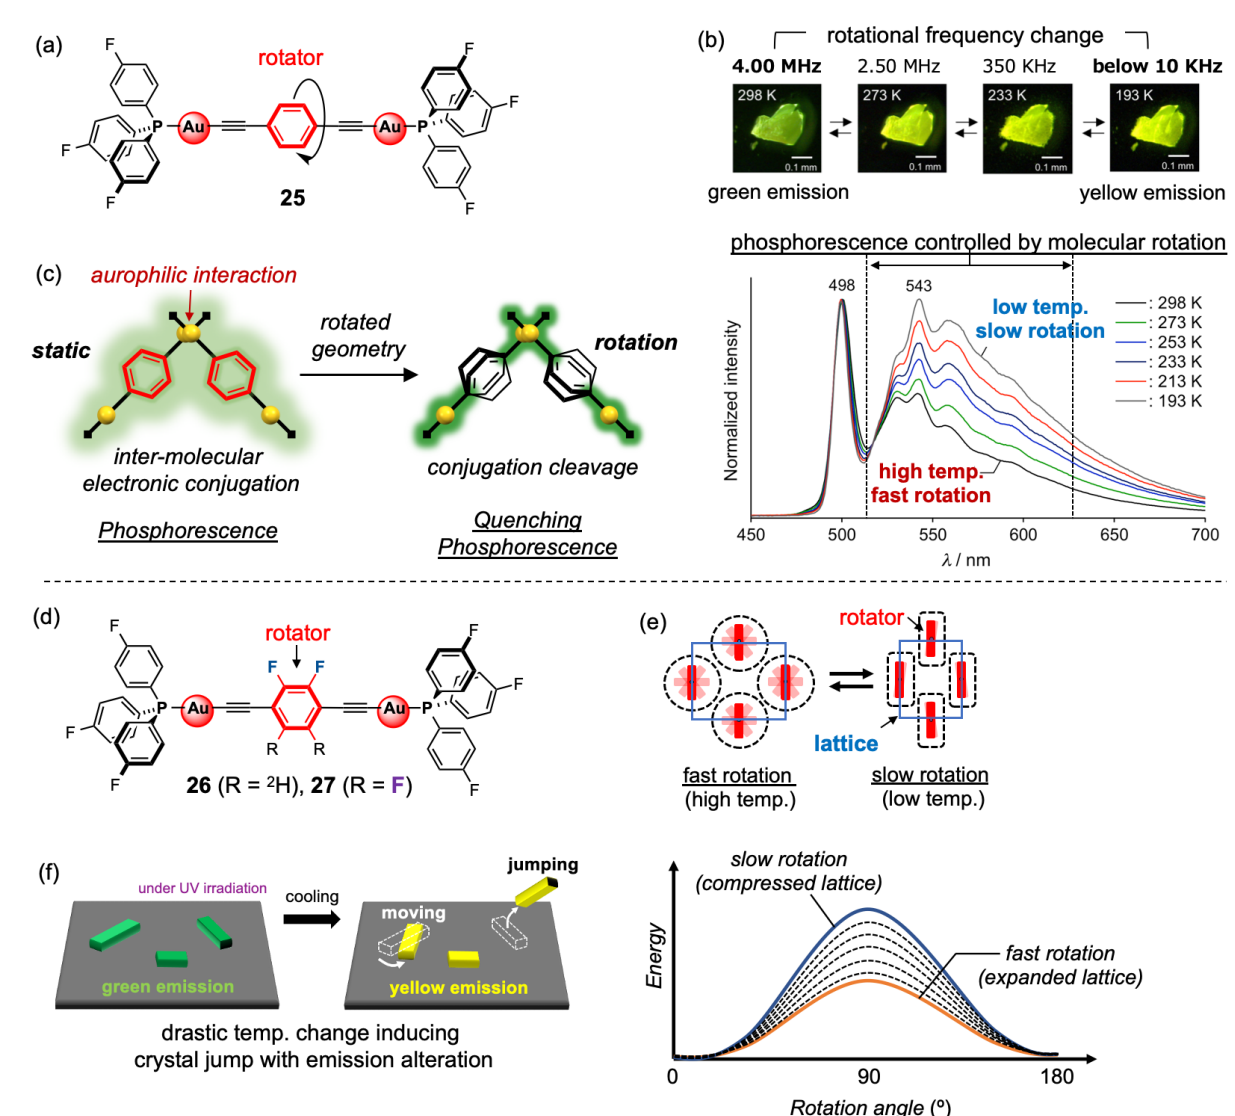 (a)
rotator
F
F
F
F
F
F
P
Au
Au
P
25
(b)
rotational frequency change
4.00 MHz
2.50 MHz
350 KHz
below 10 KHz
298 K
273 K
233 K
193 K
0.1 mm
0.1 mm
0.1 mm
0.1 mm
green emission
yellow emission
phosphorescence controlled by molecular rotation
498
543
low temp.
slow rotation
high temp.
fast rotation
: 298 K
: 273 K
: 253 K
: 233 K
: 213 K
: 193 K
Normalized intensity
450
500
550
600
650
700
λ / nm
(c)
aurophilic interaction
static
rotated
geometry
rotation
inter-molecular
electronic conjugation
conjugation cleavage
Phosphorescence
Quenching
Phosphorescence
(d)
rotator
F
F
F
F
F
F
F
F
P
Au
Au
P
R
R
26 (R = ²H), 27 (R = F)
(e)
rotator
lattice
fast rotation
(high temp.)
slow rotation
(low temp.)
slow rotation
(compressed lattice)
fast rotation
(expanded lattice)
Energy
0
90
180
Rotation angle (º)
(f)
under UV irradiation
cooling
jumping
moving
green emission
yellow emission
drastic temp. change inducing
crystal jump with emission alteration